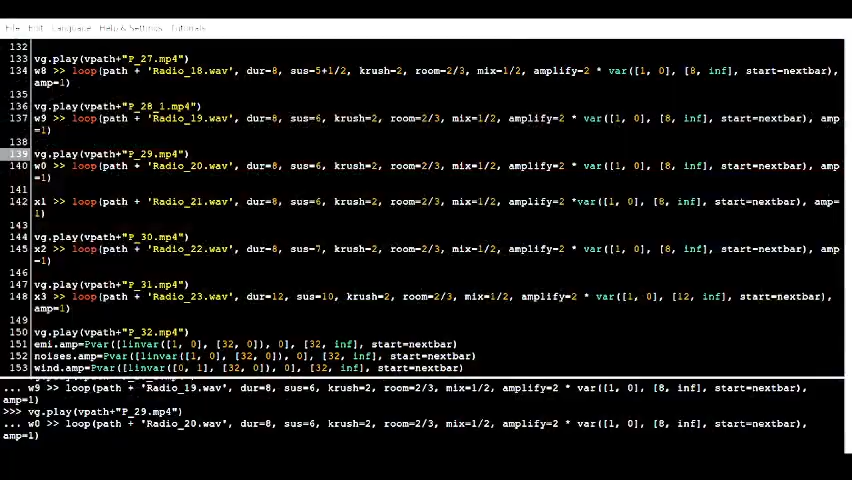 File Edit Language Help & Settings Tutorials
132
133 vg.play(vpath+"P_27.mp4")
134 w8 >> loop(path + 'Radio_18.wav', dur=8, sus=5+1/2, krush=2, room=2/3, mix=1/2, amplify=2 * var([1, 0], [8, inf], start=nextbar),
amp=1)
135
136 vg.play(vpath+"P_28_1.mp4")
137 w9 >> loop(path + 'Radio_19.wav', dur=8, sus=6, krush=2, room=2/3, mix=1/2, amplify=2 * var([1, 0], [8, inf], start=nextbar), amp
=1)
138
139 vg.play(vpath+"P_29.mp4")
140 w0 >> loop(path + 'Radio_20.wav', dur=8, sus=6, krush=2, room=2/3, mix=1/2, amplify=2 * var([1, 0], [8, inf], start=nextbar), amp
=1)
141
142 x1 >> loop(path + 'Radio_21.wav', dur=8, sus=6, krush=2, room=2/3, mix=1/2, amplify=2 *var([1, 0], [8, inf], start=nextbar), amp=
1)
143
144 vg.play(vpath+"P_30.mp4")
145 x2 >> loop(path + 'Radio_22.wav', dur=8, sus=7, krush=2, room=2/3, mix=1/2, amplify=2 * var([1, 0], [8, inf], start=nextbar), amp
=1)
146
147 vg.play(vpath+"P_31.mp4")
148 x3 >> loop(path + 'Radio_23.wav', dur=12, sus=10, krush=2, room=2/3, mix=1/2, amplify=2 * var([1, 0], [12, inf], start=nextbar),
amp=1)
149
150 vg.play(vpath+"P_32.mp4")
151 emi.amp=Pvar([linvar([1, 0], [32, 0]), 0], [32, inf], start=nextbar)
152 noises.amp=Pvar([linvar([1, 0], [32, 0]), 0], [32, inf], start=nextbar)
153 wind.amp=Pvar([linvar([0, 1], [32, 0]), 0], [32, inf], start=nextbar)
... w9 >> loop(path + 'Radio_19.wav', dur=8, sus=6, krush=2, room=2/3, mix=1/2, amplify=2 * var([1, 0], [8, inf], start=nextbar),
amp=1)
>>> vg.play(vpath+"P_29.mp4")
... w0 >> loop(path + 'Radio_20.wav', dur=8, sus=6, krush=2, room=2/3, mix=1/2, amplify=2 * var([1, 0], [8, inf], start=nextbar),
amp=1)